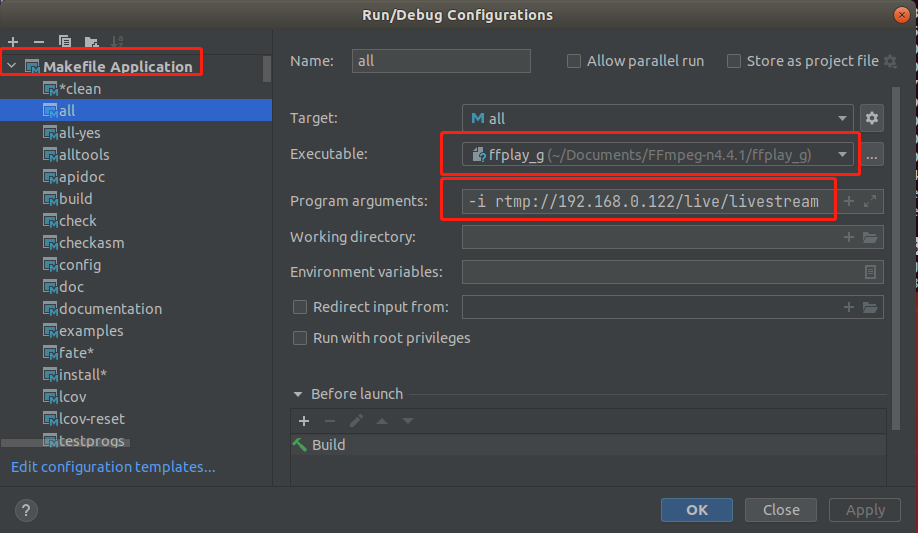 Run/Debug Configurations
Makefile Application
*clean
all
all-yes
alltools
apidoc
build
check
checkasm
config
doc
documentation
examples
fate*
install*
lcov
lcov-reset
testprogs
Edit configuration templates...
Name: all Allow parallel run Store as project file
Target: all
Executable: ffplay_g (~/Documents/FFmpeg-n4.4.1/ffplay_g) ...
Program arguments: -i rtmp://192.168.0.122/live/livestream
Working directory:
Environment variables:
Redirect input from:
Run with root privileges
Before launch
Build
? OK Close Apply